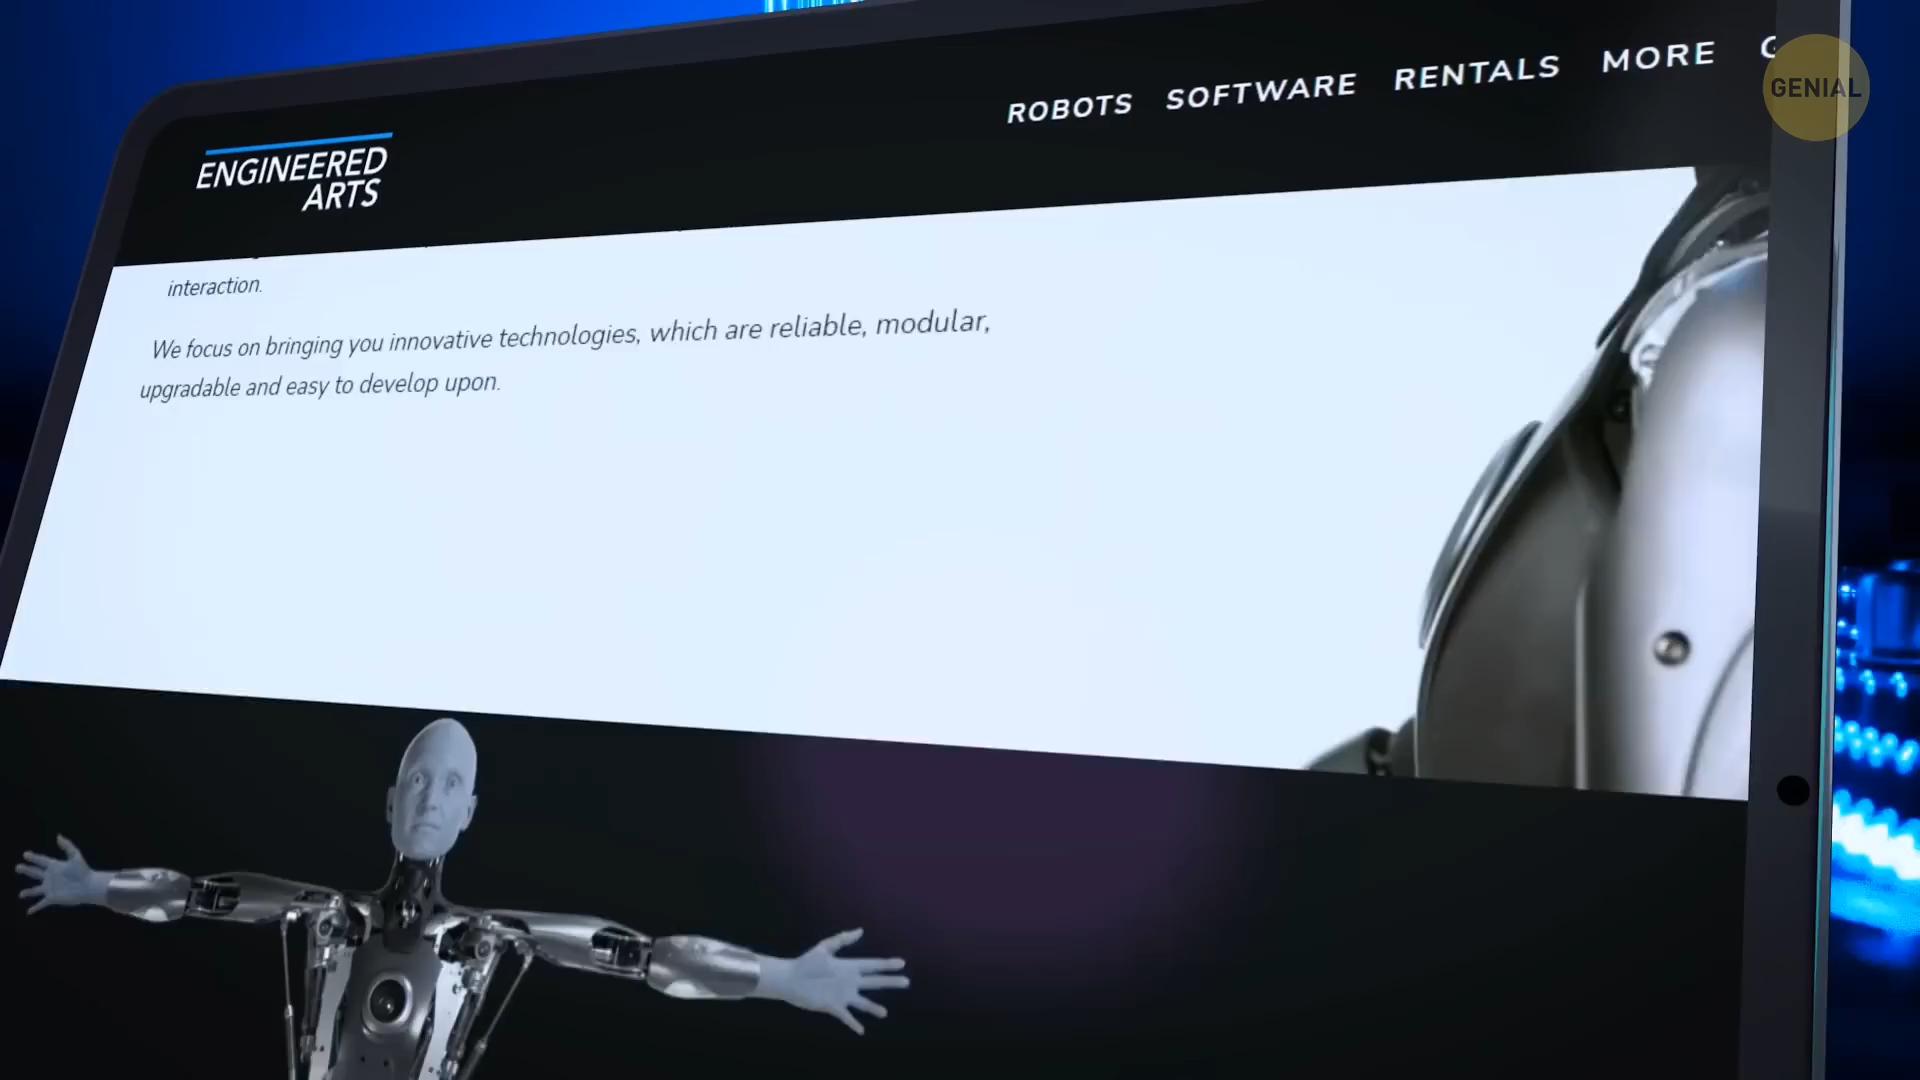 ROBOTS SOFTWARE RENTALS MORE
GENIAL
ENGINEERED
ARTS
interaction.
We focus on bringing you innovative technologies, which are reliable, modular,
upgradable and easy to develop upon.